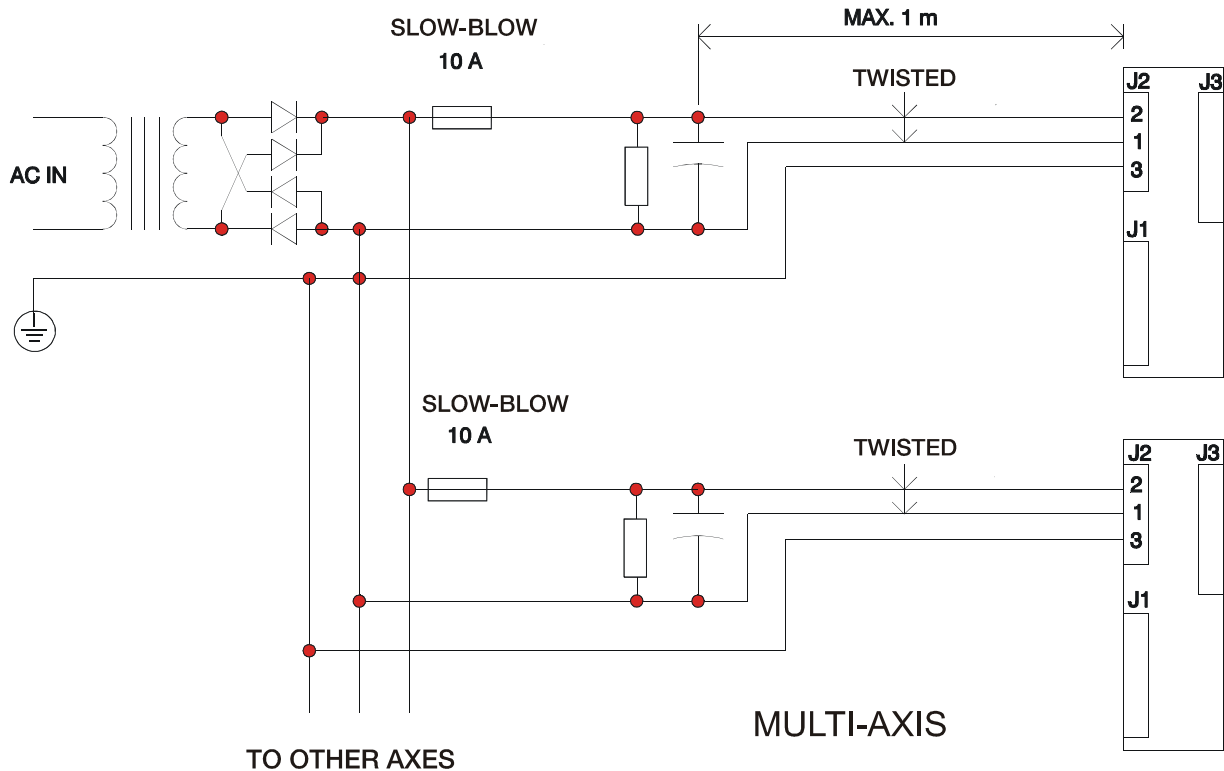 SLOW-BLOW
10 A
MAX. 1 m
TWISTED
J2
J3
2
1
3
AC IN
J1
SLOW-BLOW
10 A
TWISTED
J2
J3
2
1
3
J1
MULTI-AXIS
TO OTHER AXES